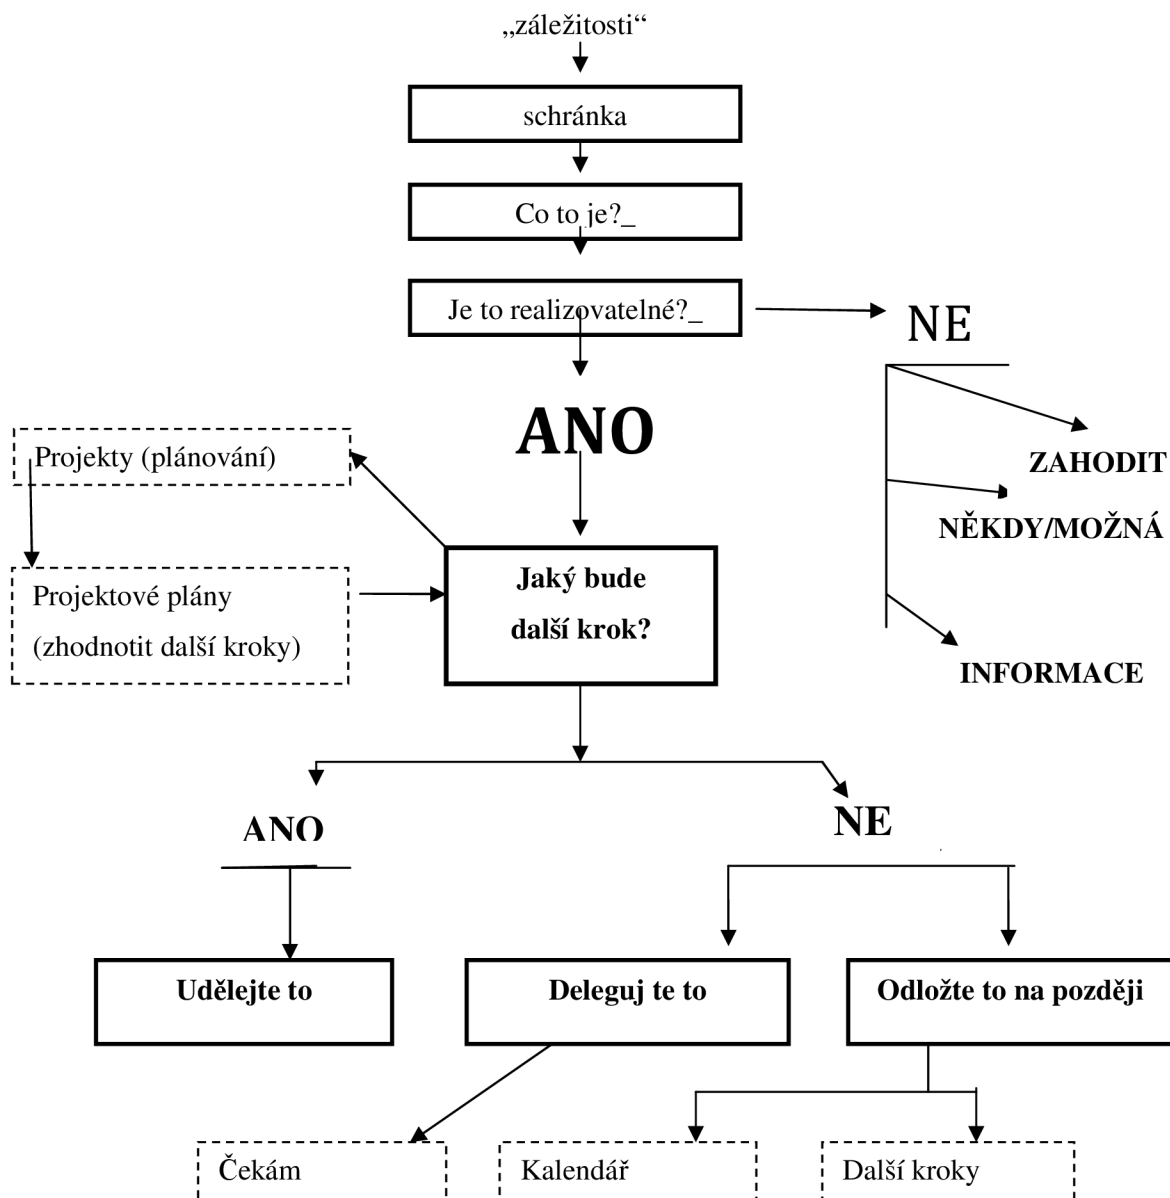 „záležitosti“
schránka
Co to je?_
Je to realizovatelné?_
NE
ANO
ZAHODIT
NĚKDY/MOŽNÁ
INFORMACE
Projekty (plánování)
Projektové plány
(zhodnotit další kroky)
Jaký bude
další krok?
ANO
NE
Udělejte to
Deleguj te to
Odložte to na později
Čekám
Kalendář
Další kroky